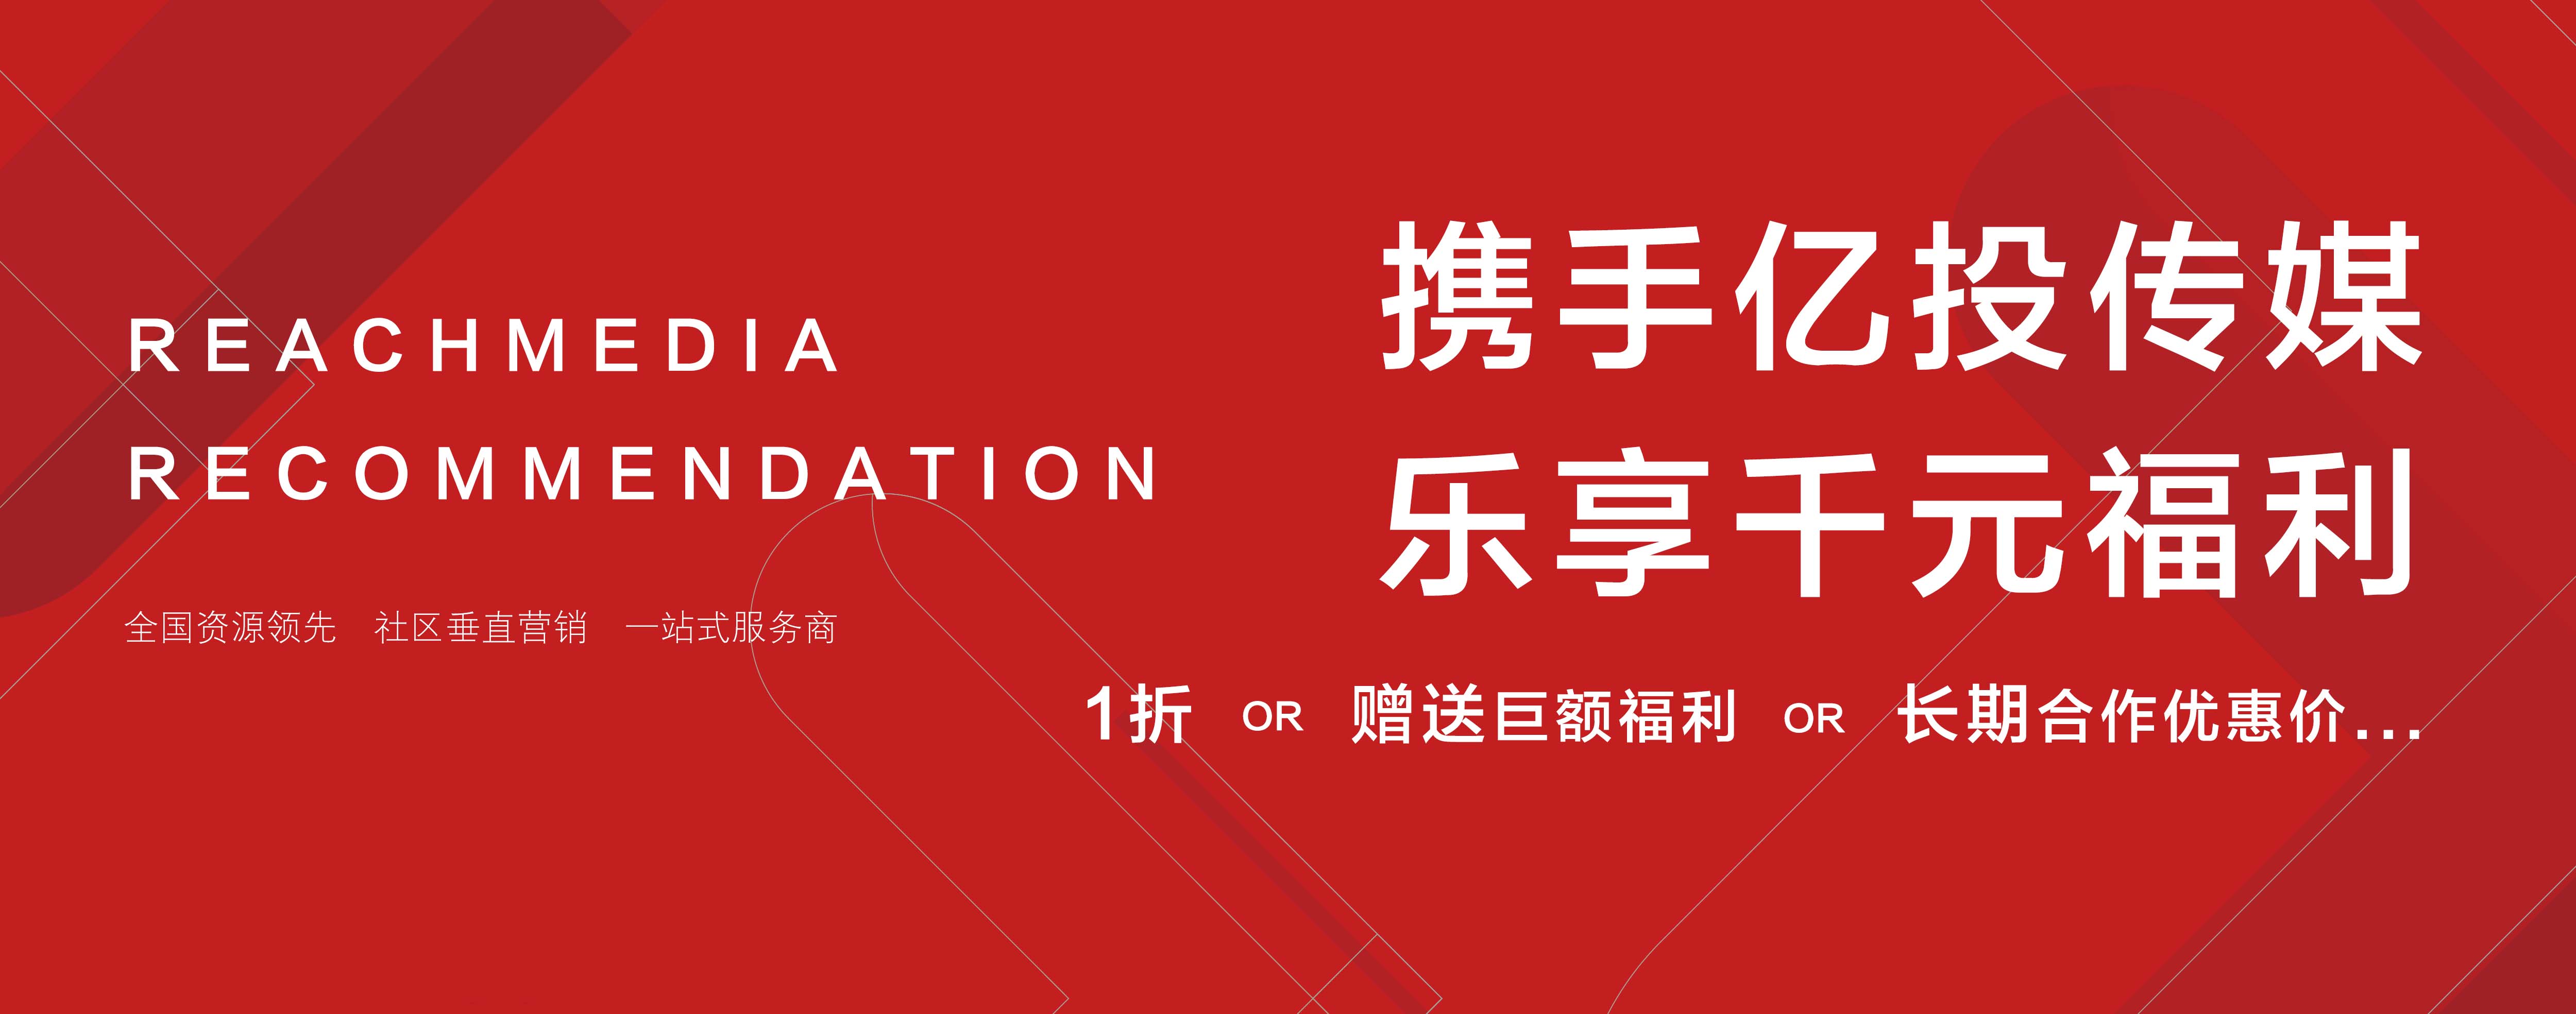 REACHMEDIA
RECOMMENDATION
全国资源领先 社区垂直营销 一站式服务商
携手亿投传媒
乐享千元福利
1折 OR 赠送巨额福利 OR 长期合作优惠价...